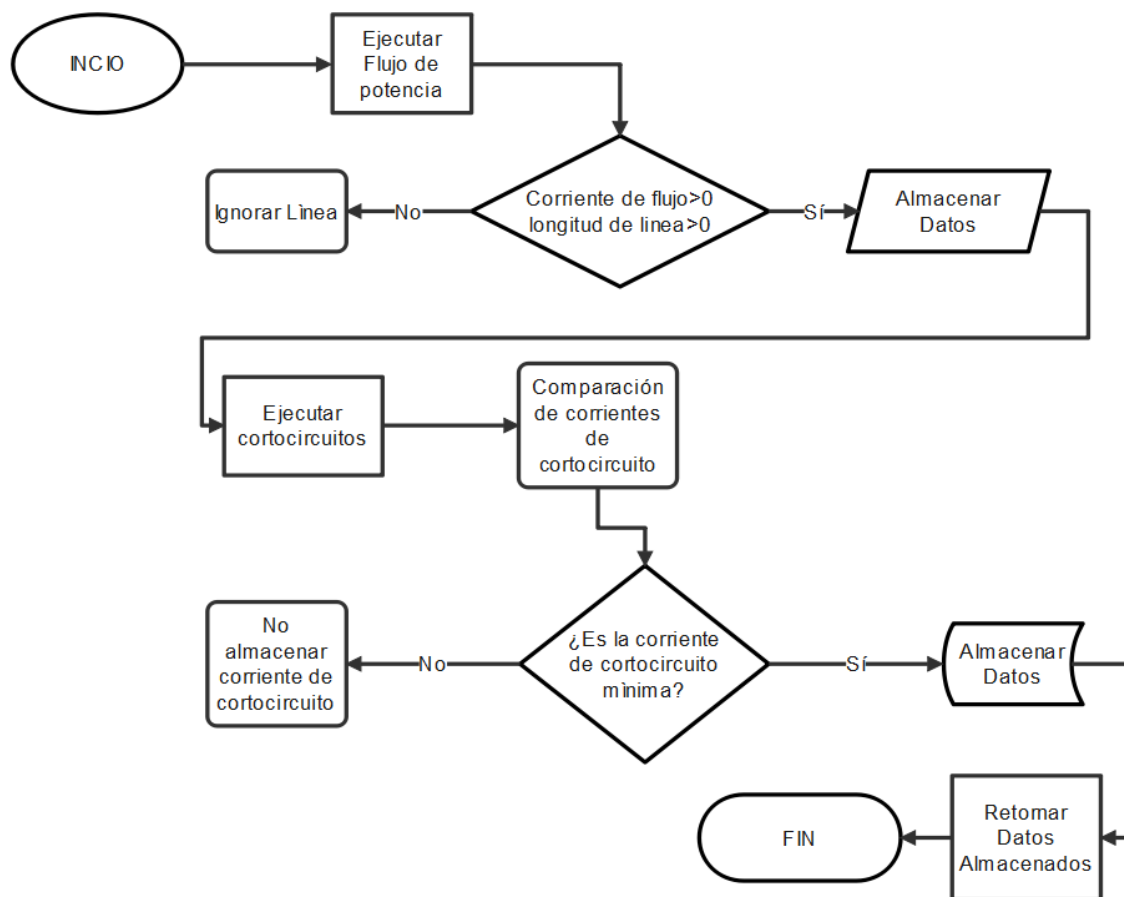 INCIO
Ejecutar
Flujo de
potencia
Corriente de flujo>0
longitud de linea>0
No
Ignorar Lìnea
Sí
Almacenar
Datos
Ejecutar
cortocircuitos
Comparación
de corrientes
de
cortocircuito
¿Es la corriente
de cortocircuito
mìnima?
No
No
almacenar
corriente de
cortocircuito
Sí
Almacenar
Datos
Retornar
Datos
Almacenados
FIN